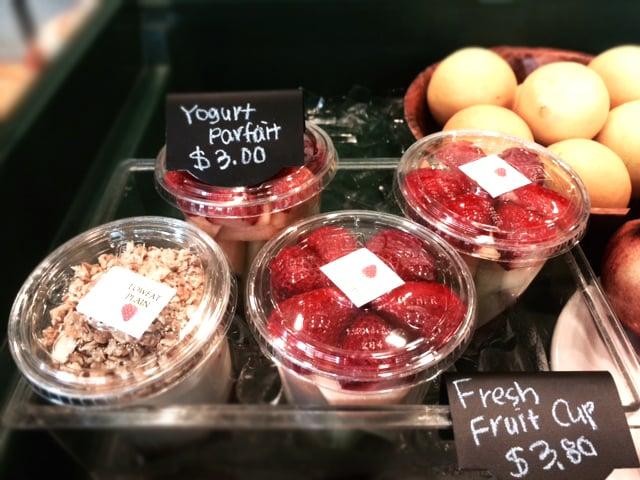 Yogurt
Parfait
$3.00
LOWFAT
PLAIN
Fresh
Fruit Cup
$3.80